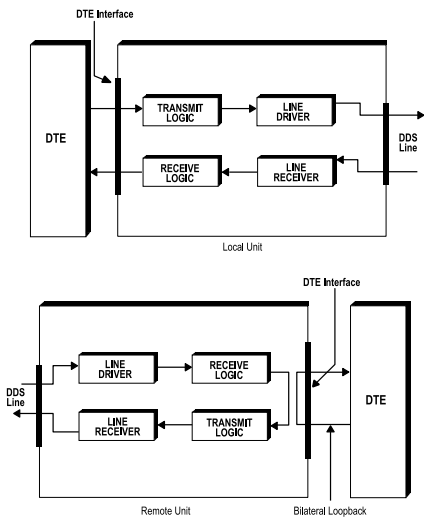 DTE Interface
DTE
TRANSMIT
LOGIC
LINE
DRIVER
RECEIVE
LOGIC
LINE
RECEIVER
DDS
Line
Local Unit
DTE Interface
LINE
DRIVER
RECEIVE
LOGIC
DDS
Line
LINE
RECEIVER
TRANSMIT
LOGIC
DTE
Remote Unit
Bilateral Loopback